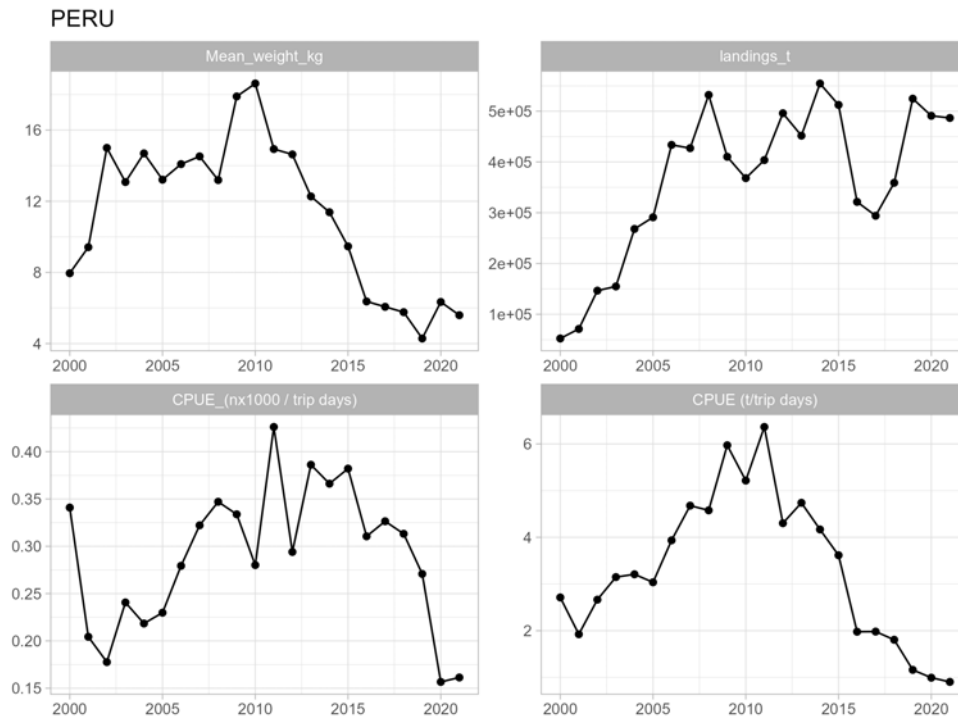 PERU
Mean_weight_kg
landings_t
16
12
8
4
2000 2005 2010 2015 2020
5e+05
4e+05
3e+05
2e+05
1e+05
2000 2005 2010 2015 2020
CPUE_(nx1000 / trip days)
CPUE (t/trip days)
0.40
0.35
0.30
0.25
0.20
0.15
2000 2005 2010 2015 2020
6
4
2
2000 2005 2010 2015 2020